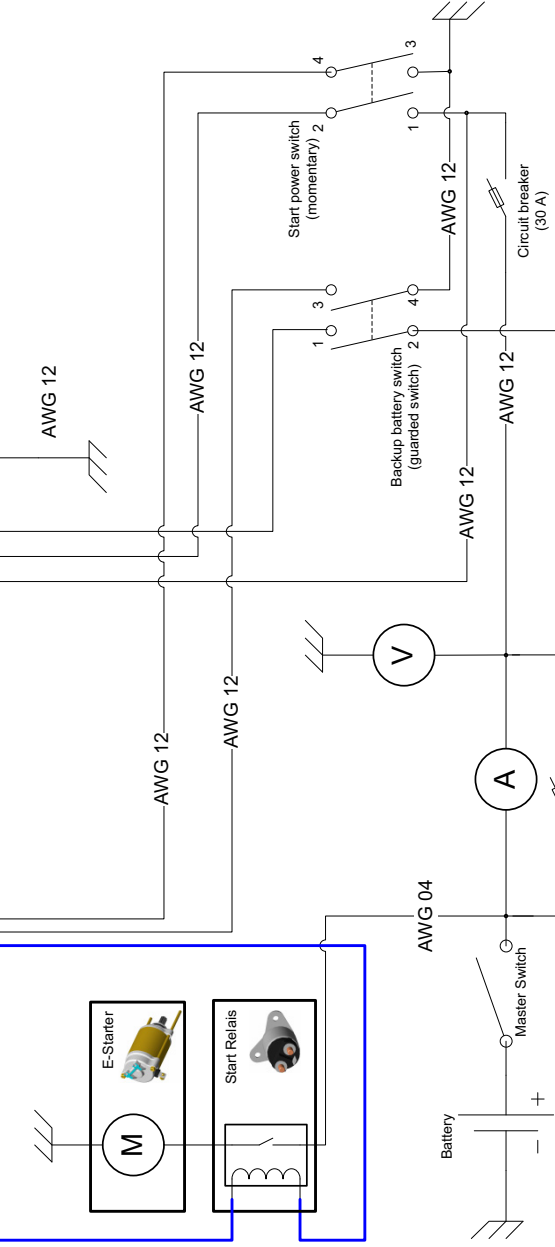 4
3
2
1
Start power switch
(momentary)
AWG 12
Circuit breaker
(30 A)
3
1
4
2
Backup battery switch
(guarded switch)
AWG 12
AWG 12
AWG 12
AWG 12
V
AWG 12
AWG 12
A
AWG 04
Master Switch
E-Starter
M
Start Relais
Battery
+
−